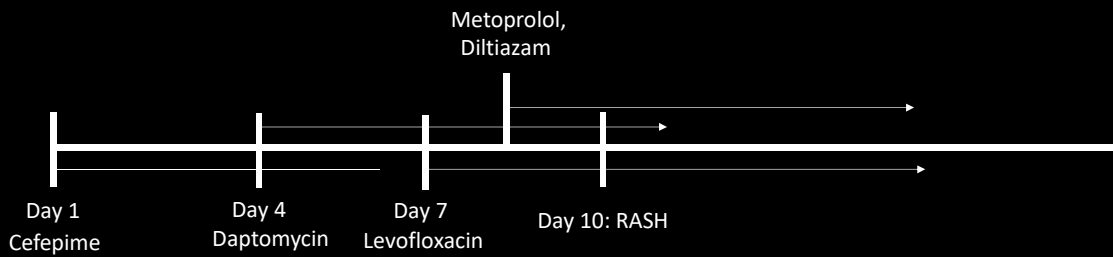 Metoprolol,
Diltiazam
Day 1
Cefepime
Day 4
Daptomycin
Day 7
Levofloxacin
Day 10: RASH